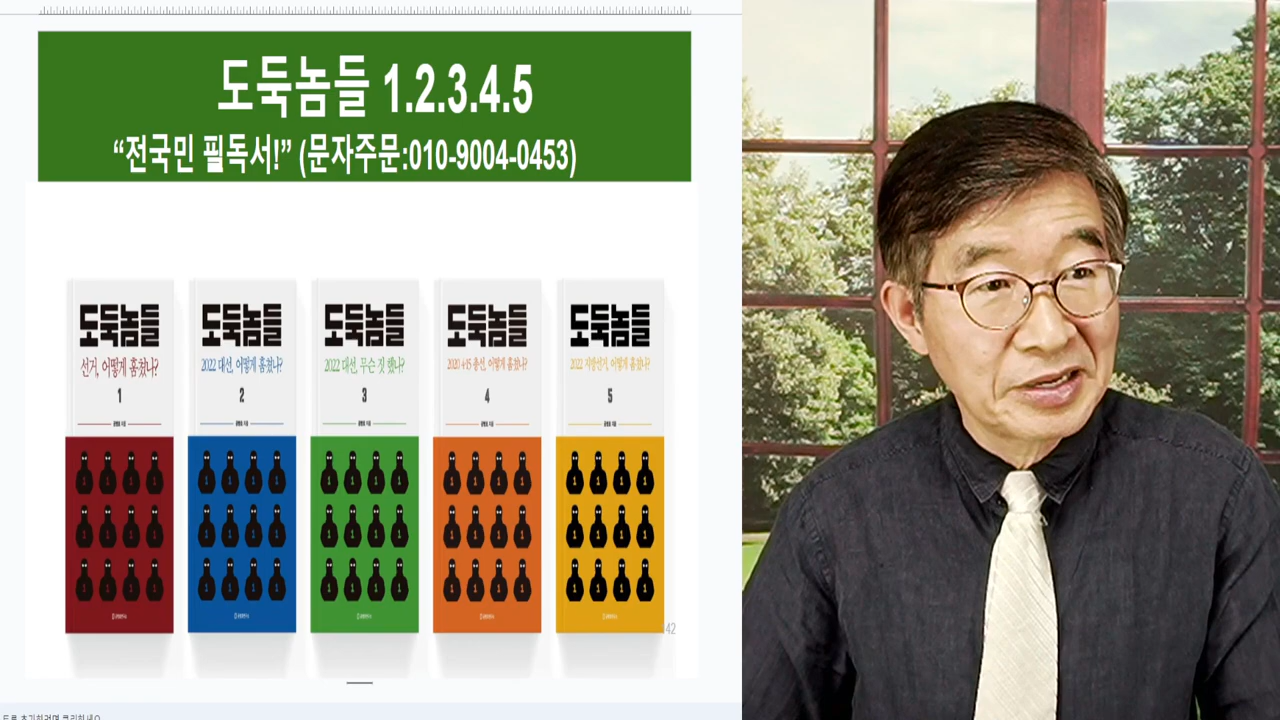 도둑놈들 1.2.3.4.5
“전국민 필독서!” (문자주문:010-9004-0453)
도둑놈들
선거, 어떻게 훔쳤나?
1
도둑놈들
2022 대선, 어떻게 훔쳤나?
2
도둑놈들
2022 대선, 무슨 짓 했나?
3
도둑놈들
2020 4·15 총선, 어떻게 훔쳤나?
4
도둑놈들
2022 지방선거, 어떻게 훔쳤나?
5
42